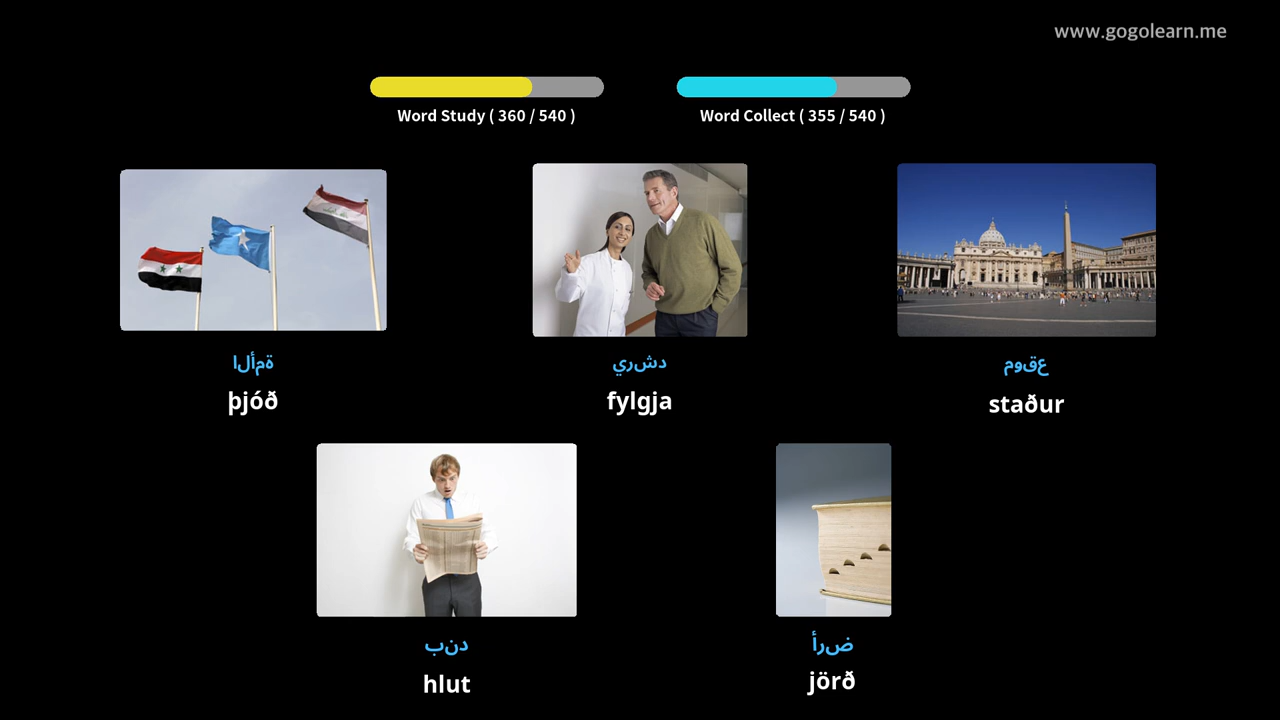 www.gogolearn.me
Word Study ( 360 / 540 )
Word Collect ( 355 / 540 )
ةمألا
þjóð
دشري
fylgja
عقوم
staður
دنب
hlut
ضرأ
jörð